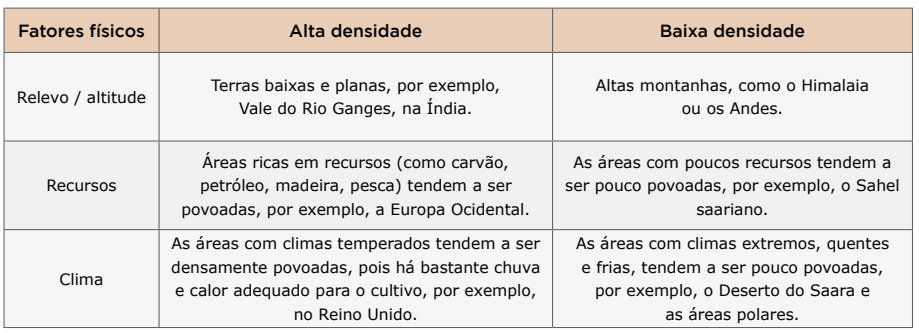 Fatores físicos
Alta densidade
Baixa densidade
Relevo / altitude
Terras baixas e planas, por exemplo,
Vale do Rio Ganges, na Índia.
Altas montanhas, como o Himalaia
ou os Andes.
Recursos
Áreas ricas em recursos (como carvão,
petróleo, madeira, pesca) tendem a ser
povoadas, por exemplo, a Europa Ocidental.
As áreas com poucos recursos tendem a
ser pouco povoadas, por exemplo, o Sahel
saariano.
Clima
As áreas com climas temperados tendem a ser
densamente povoadas, pois há bastante chuva
e calor adequado para o cultivo, por exemplo,
no Reino Unido.
As áreas com climas extremos, quentes
e frias, tendem a ser pouco povoadas,
por exemplo, o Deserto do Saara e
as áreas polares.